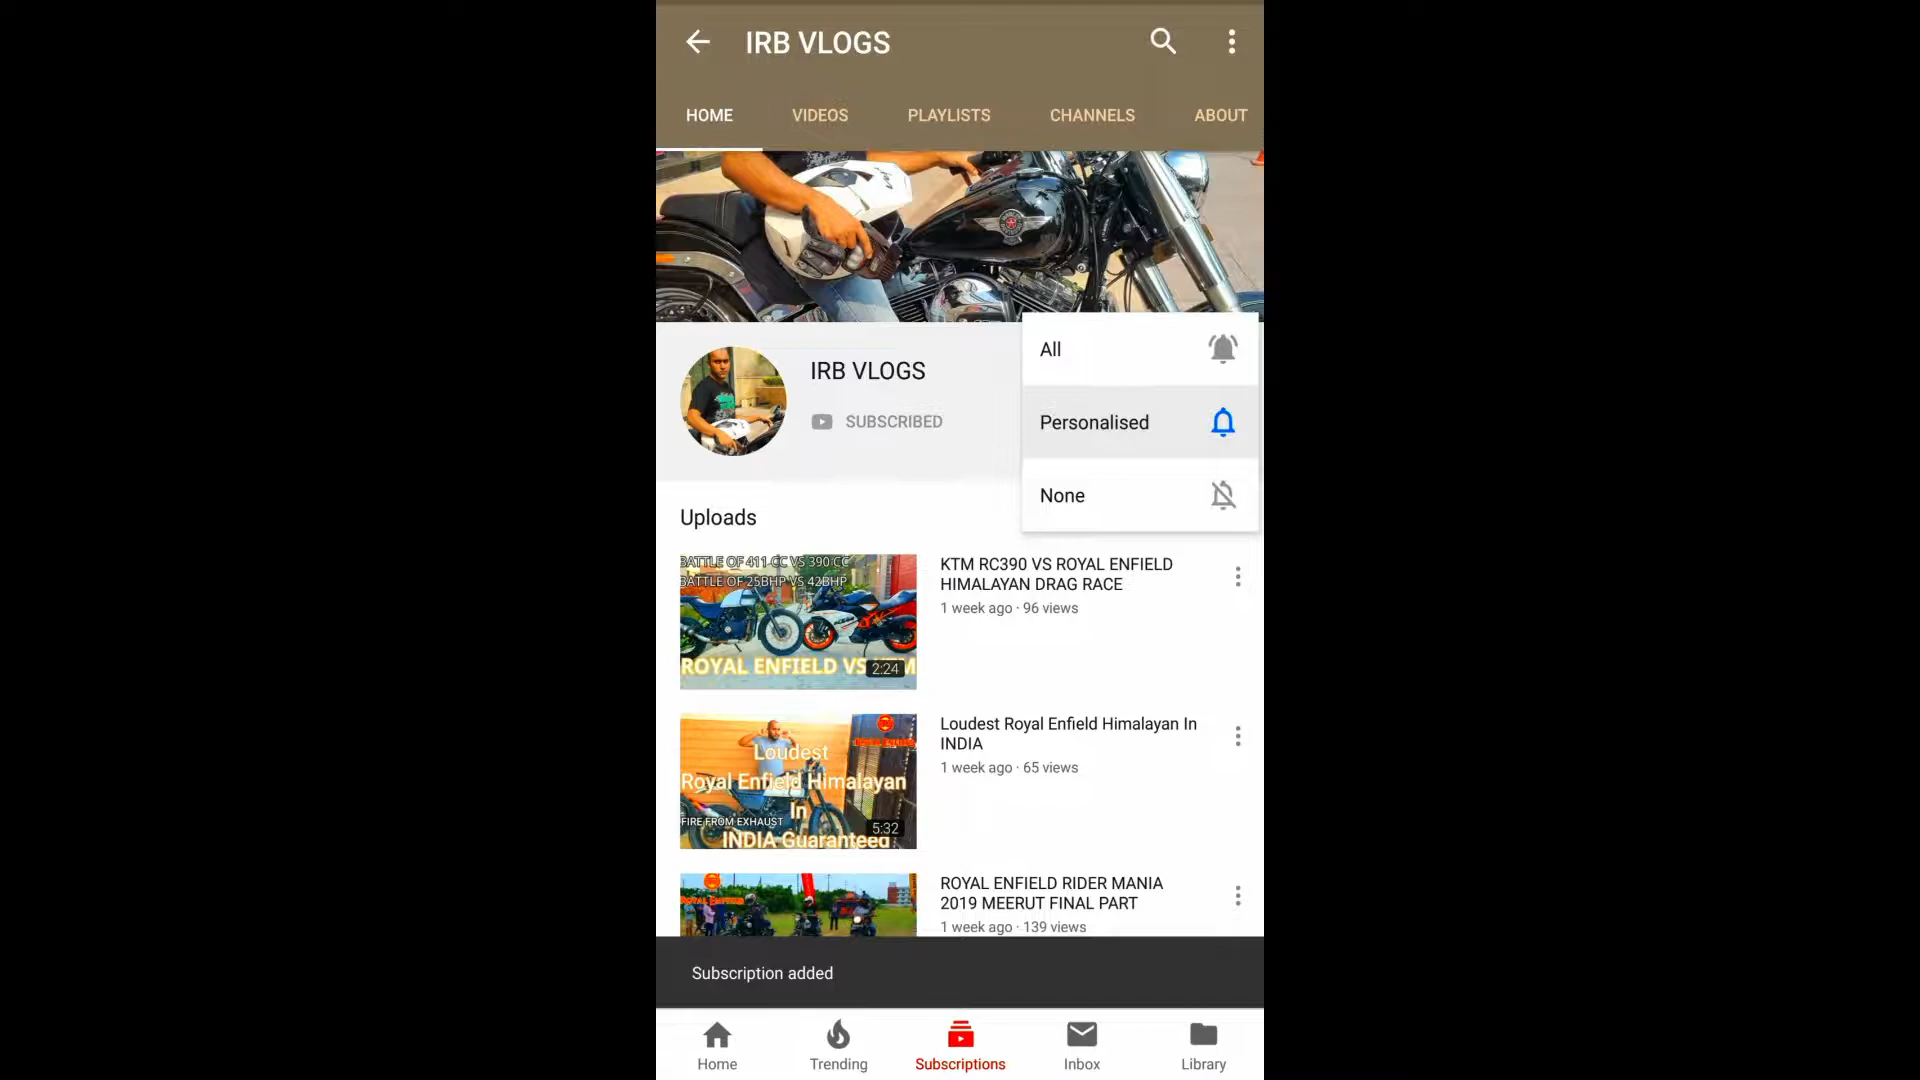 IRB VLOGS
HOME VIDEOS PLAYLISTS CHANNELS ABOUT
IRB VLOGS
SUBSCRIBED
All
Personalised
None
Uploads
BATTLE OF 411 CC VS 390 CC
BATTLE OF 25BHP VS 42BHP
ROYAL ENFIELD VS KTM
2:24
KTM RC390 VS ROYAL ENFIELD
HIMALAYAN DRAG RACE
1 week ago · 96 views
Loudest
Royal Enfield Himalayan
In
FIRE FROM EXHAUST
INDIA Guaranteed
5:32
Loudest Royal Enfield Himalayan In
INDIA
1 week ago · 65 views
ROYAL ENFIELD
ROYAL ENFIELD RIDER MANIA
2019 MEERUT FINAL PART
1 week ago · 139 views
Subscription added
Home Trending Subscriptions Inbox Library